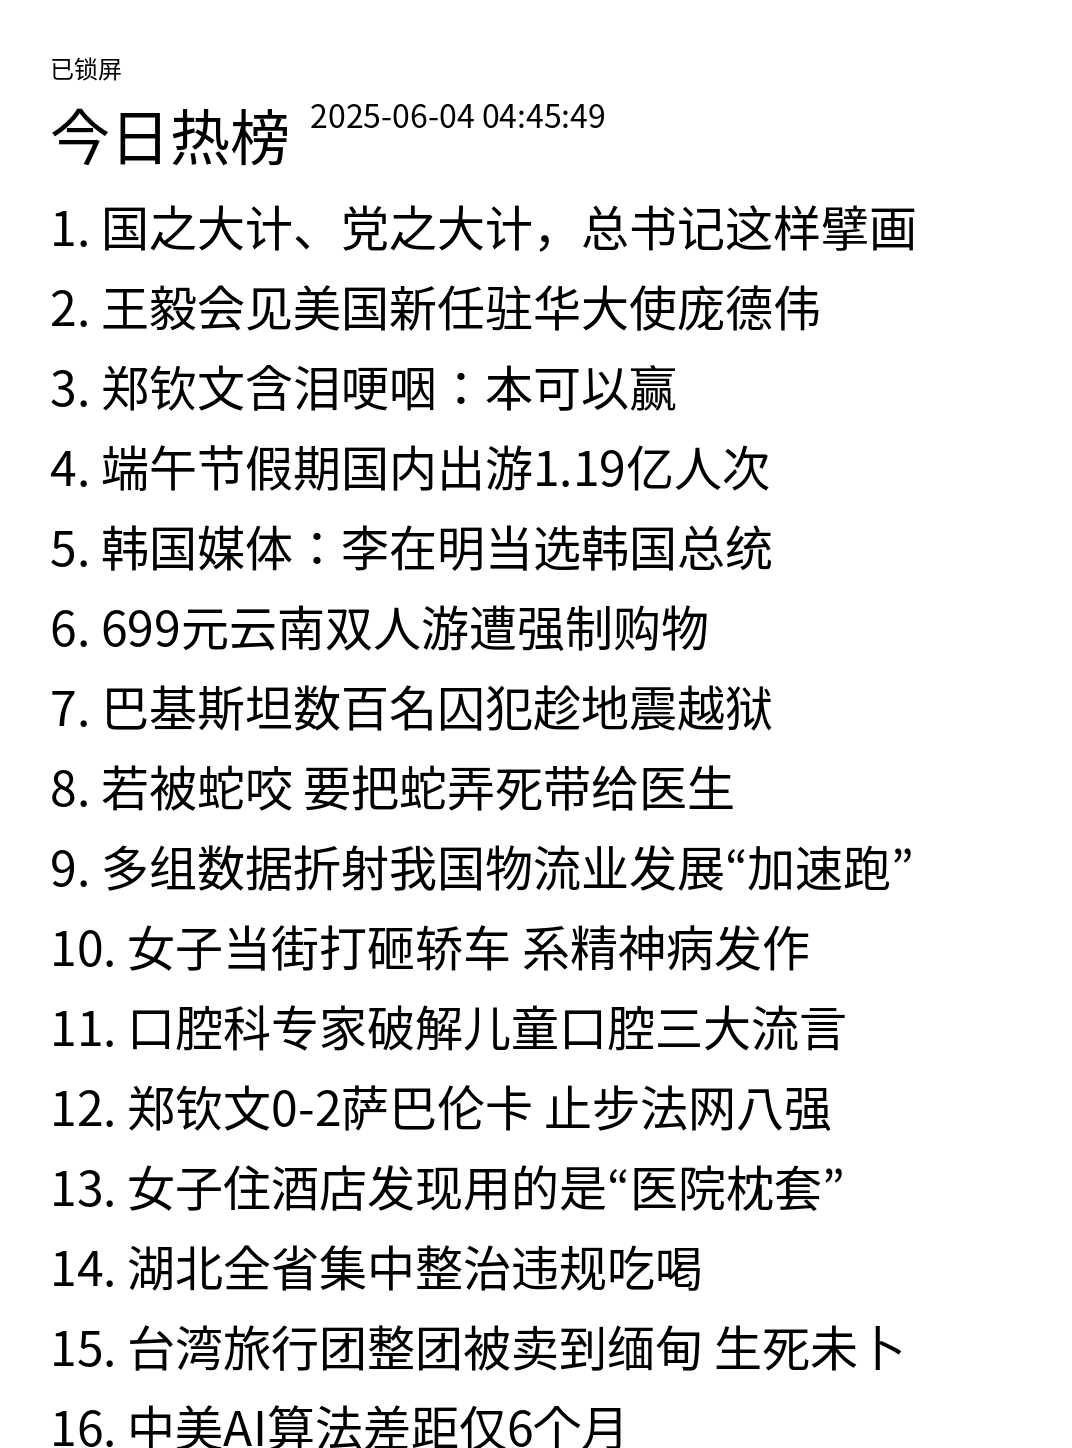 已锁屏
今日热榜 2025-06-04 04:45:49
1. 国之大计、党之大计，总书记这样擘画
2. 王毅会见美国新任驻华大使庞德伟
3. 郑钦文含泪哽咽：本可以赢
4. 端午节假期国内出游1.19亿人次
5. 韩国媒体：李在明当选韩国总统
6. 699元云南双人游遭强制购物
7. 巴基斯坦数百名囚犯趁地震越狱
8. 若被蛇咬 要把蛇弄死带给医生
9. 多组数据折射我国物流业发展“加速跑”
10. 女子当街打砸轿车 系精神病发作
11. 口腔科专家破解儿童口腔三大流言
12. 郑钦文0-2萨巴伦卡 止步法网八强
13. 女子住酒店发现用的是“医院枕套”
14. 湖北全省集中整治违规吃喝
15. 台湾旅行团整团被卖到缅甸 生死未卜
16. 中美AI算法差距仅6个月